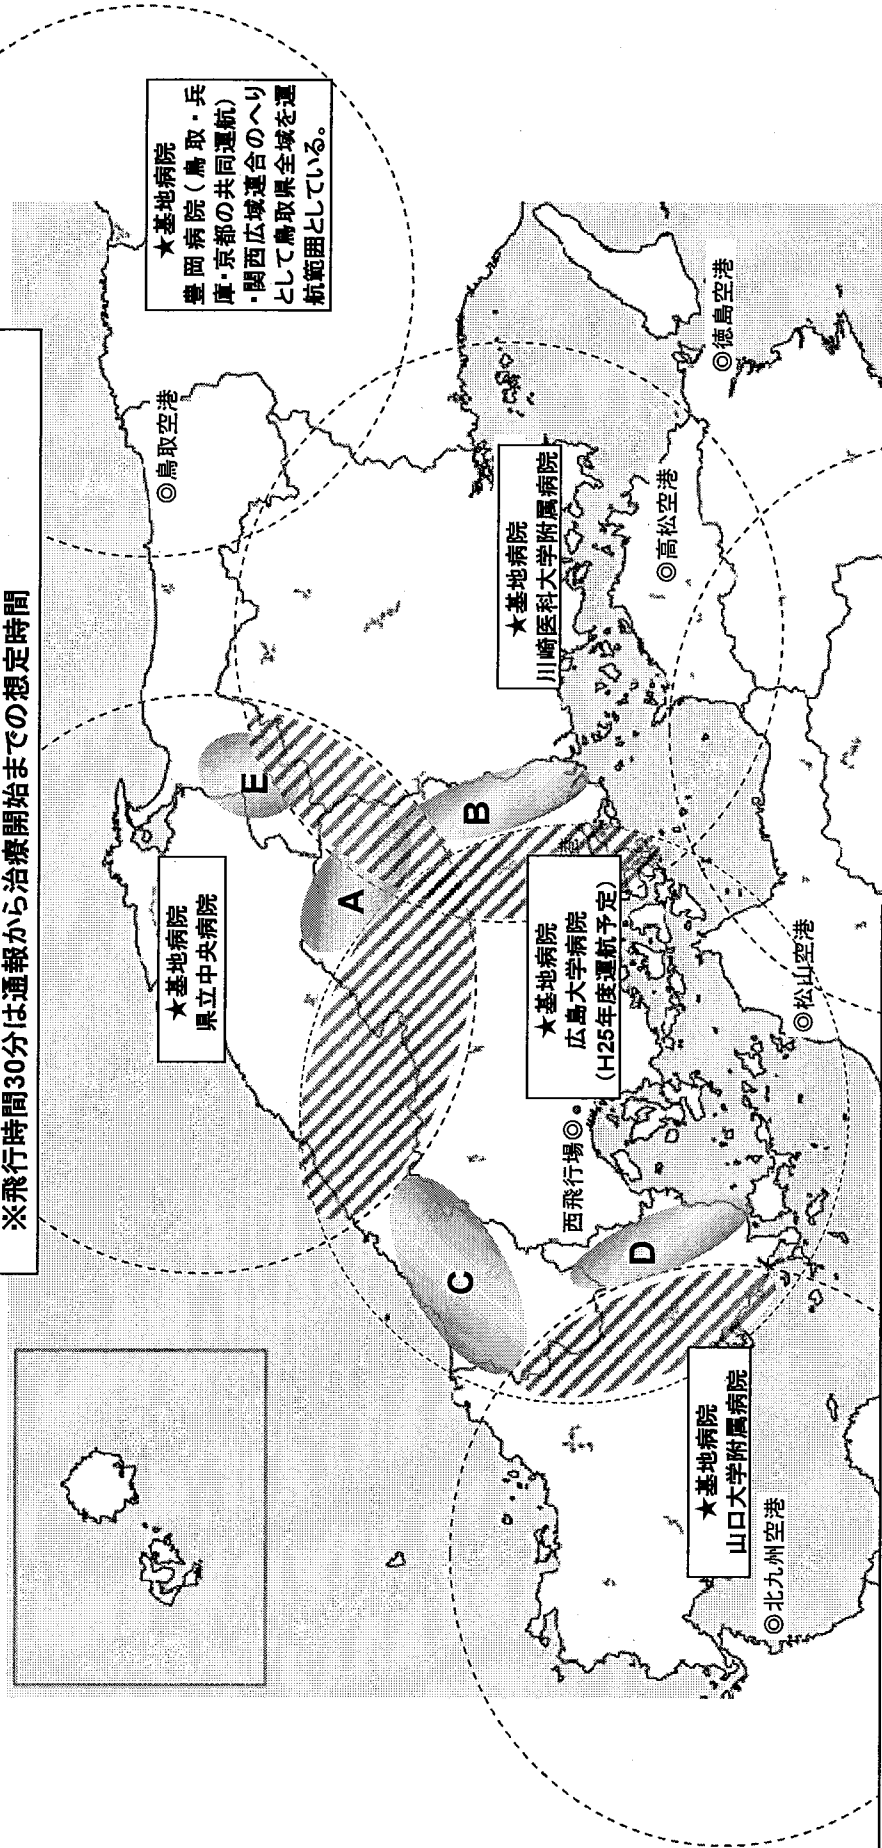 ※飛行時間30分は通報から治療開始までの想定時間
★基地病院
県立中央病院
★基地病院
豊岡病院(鳥取・兵
庫・京都の共同運航)
・関西広域連合のヘリ
として鳥取県全域を運
航範囲としている。
◎鳥取空港
E
A
B
C
D
★基地病院
川崎医科大学附属病院
★基地病院
広島大学病院
(H25年度運航予定)
西飛行場◎
◎高松空港
◎徳島空港
◎松山空港
★基地病院
山口大学附属病院
◎北九州空港